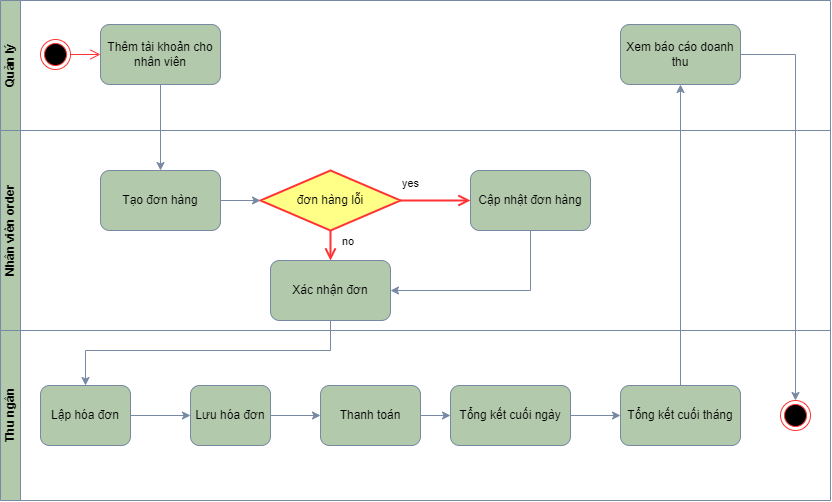 Quản lý
Thêm tài khoản cho
nhân viên
Xem báo cáo doanh
thu
Nhân viên order
Tạo đơn hàng
đơn hàng lỗi
yes
Cập nhật đơn hàng
no
Xác nhận đơn
Thu ngân
Lập hóa đơn
Lưu hóa đơn
Thanh toán
Tổng kết cuối ngày
Tổng kết cuối tháng